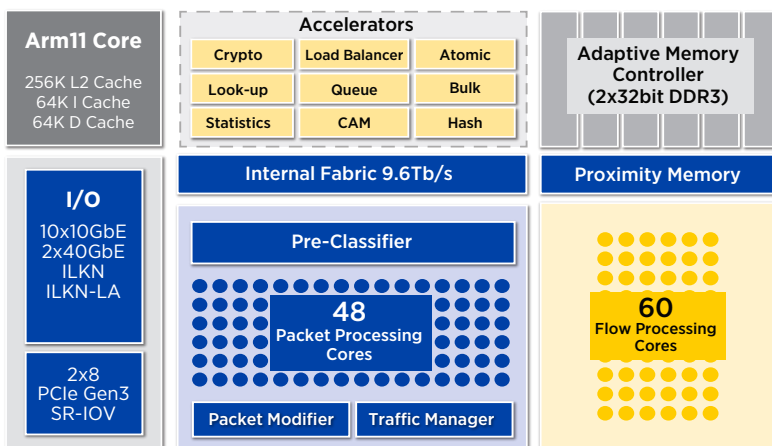 Arm11 Core
256K L2 Cache
64K I Cache
64K D Cache
Accelerators
Crypto
Load Balancer
Atomic
Look-up
Queue
Bulk
Statistics
CAM
Hash
Adaptive Memory
Controller
(2x32bit DDR3)
Internal Fabric 9.6Tb/s
Proximity Memory
I/O
10x10GbE
2x40GbE
ILKN
ILKN-LA
2x8
PCIe Gen3
SR-IOV
Pre-Classifier
48
Packet Processing
Cores
Packet Modifier
Traffic Manager
60
Flow Processing
Cores